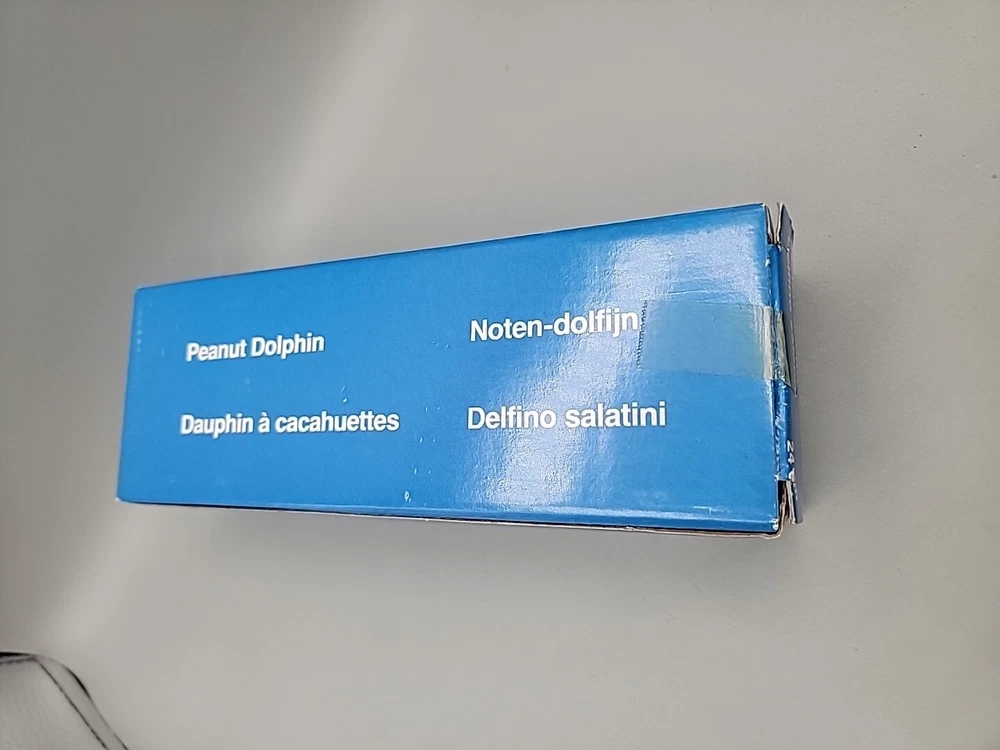 Peanut Dolphin
Noten-dolfijn
Dauphin à cacahuettes
Delfino salatini